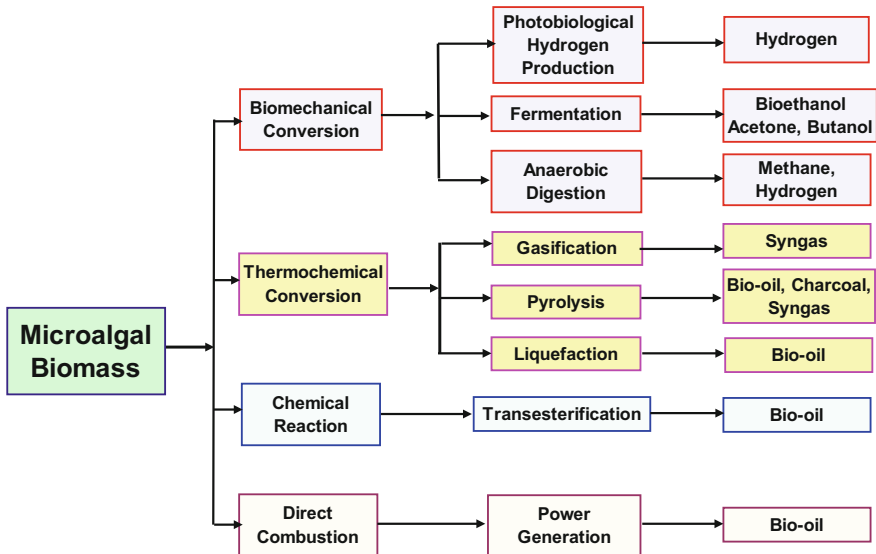 Microalgal
Biomass
Biomechanical
Conversion
Photobiological
Hydrogen
Production
Hydrogen
Fermentation
Bioethanol
Acetone, Butanol
Anaerobic
Digestion
Methane,
Hydrogen
Thermochemical
Conversion
Gasification
Syngas
Pyrolysis
Bio-oil, Charcoal,
Syngas
Liquefaction
Bio-oil
Chemical
Reaction
Transesterification
Bio-oil
Direct
Combustion
Power
Generation
Bio-oil